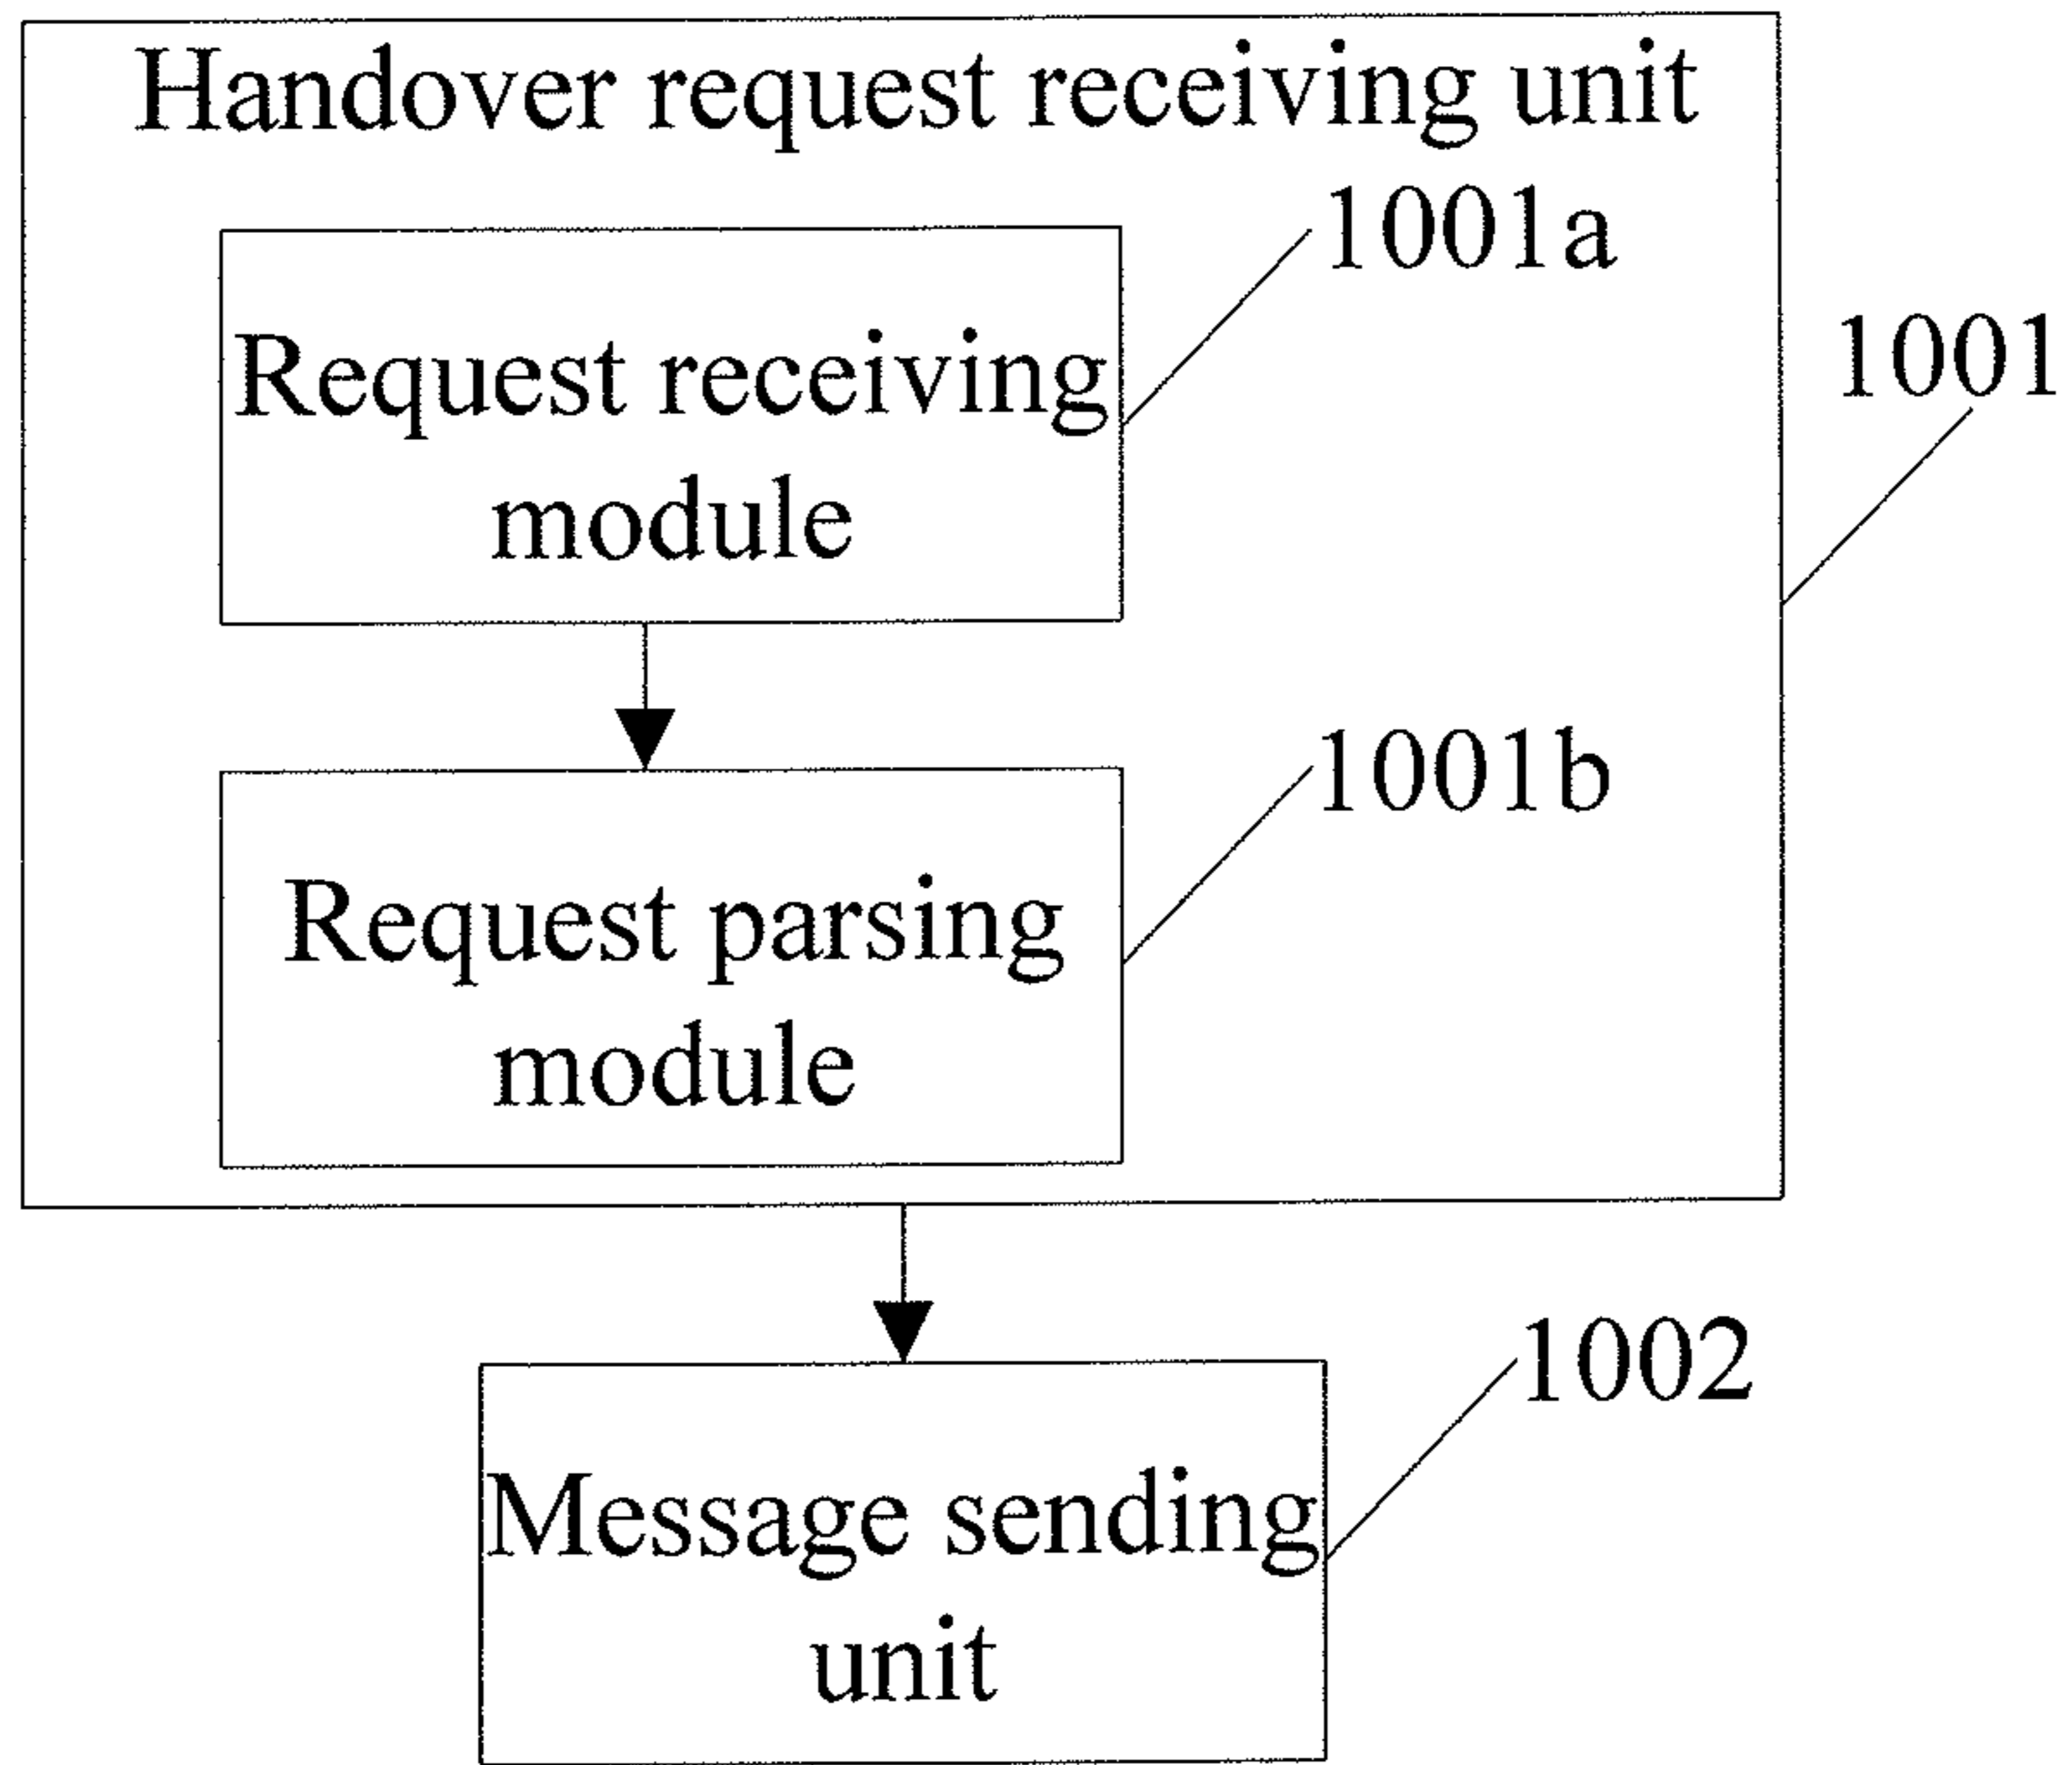 Handover request receiving unit
1001a
Request receiving
module
1001
1001b
Request parsing
module
1002
Message sending
unit